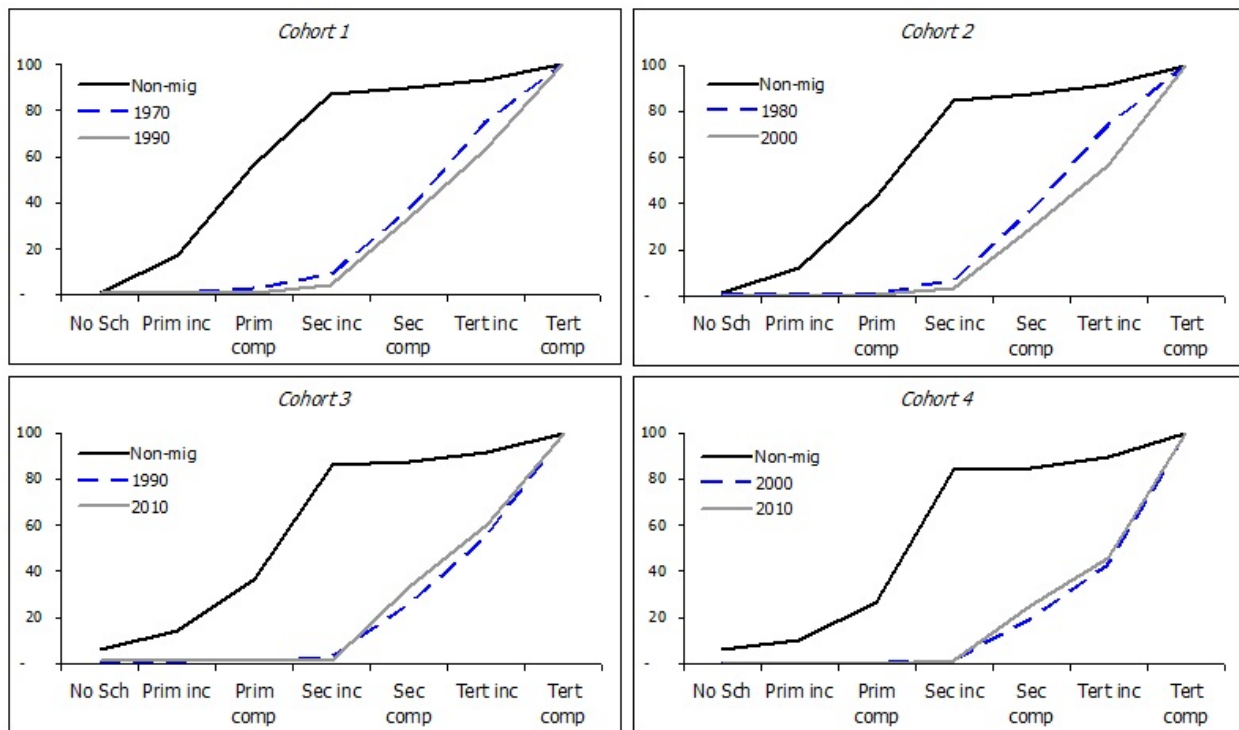 Cohort 1
100
80
60
40
20
-
Non-mig
1970
1990
No Sch Prim inc Prim comp Sec inc Sec comp Tert inc Tert comp
Cohort 2
100
80
60
40
20
-
Non-mig
1980
2000
No Sch Prim inc Prim comp Sec inc Sec comp Tert inc Tert comp
Cohort 3
100
80
60
40
20
-
Non-mig
1990
2010
No Sch Prim inc Prim comp Sec inc Sec comp Tert inc Tert comp
Cohort 4
100
80
60
40
20
-
Non-mig
2000
2010
No Sch Prim inc Prim comp Sec inc Sec comp Tert inc Tert comp